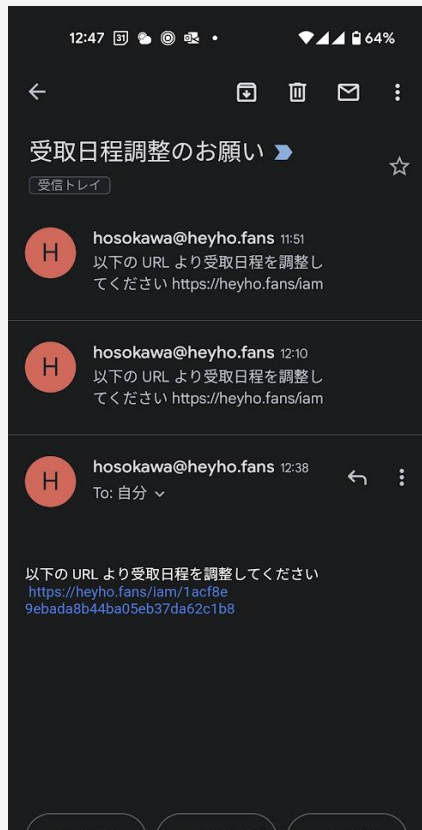 12:47
31
64%
受取日程調整のお願い
受信トレイ
H
hosokawa@heyho.fans 11:51
以下の URL より受取日程を調整し
てください https://heyho.fans/iam
H
hosokawa@heyho.fans 12:10
以下の URL より受取日程を調整し
てください https://heyho.fans/iam
H
hosokawa@heyho.fans 12:38
To: 自分
以下の URL より受取日程を調整してください
https://heyho.fans/iam/1acf8e
9ebada8b44ba05eb37da62c1b8